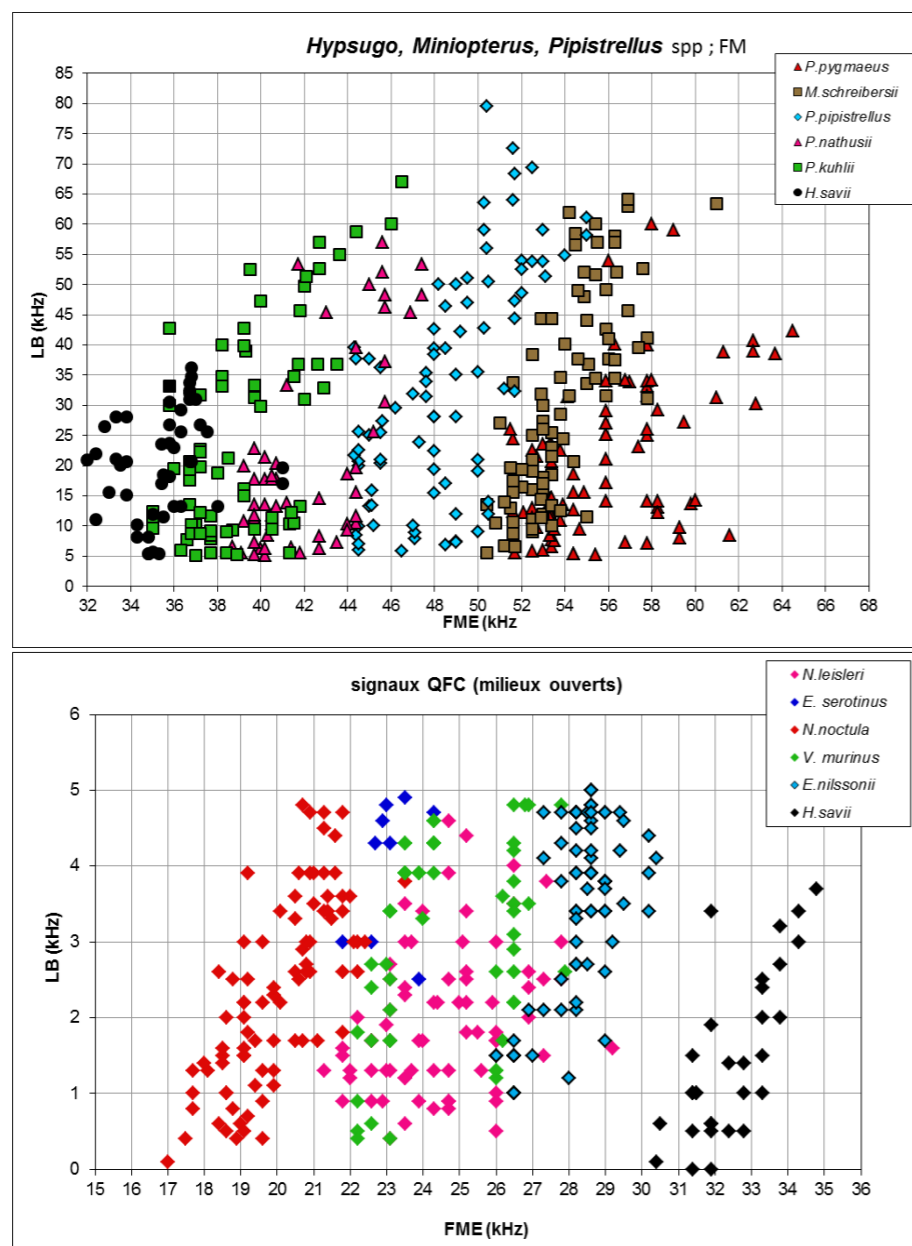 Hypsugo, Miniopterus, Pipistrellus spp ; FM
P.pygmaeus
M.schreibersii
P.pipistrellus
P.nathusii
P.kuhlii
H.savii
LB (kHz)
85
80
75
70
65
60
55
50
45
40
35
30
25
20
15
10
5
0
32 34 36 38 40 42 44 46 48 50 52 54 56 58 60 62 64 66 68
FME (kHz
signaux QFC (milieux ouverts)
N.leisleri
E. serotinus
N.noctula
V. murinus
E.nilssonii
H.savii
LB (kHz)
6
5
4
3
2
1
0
15 16 17 18 19 20 21 22 23 24 25 26 27 28 29 30 31 32 33 34 35 36
FME (kHz)